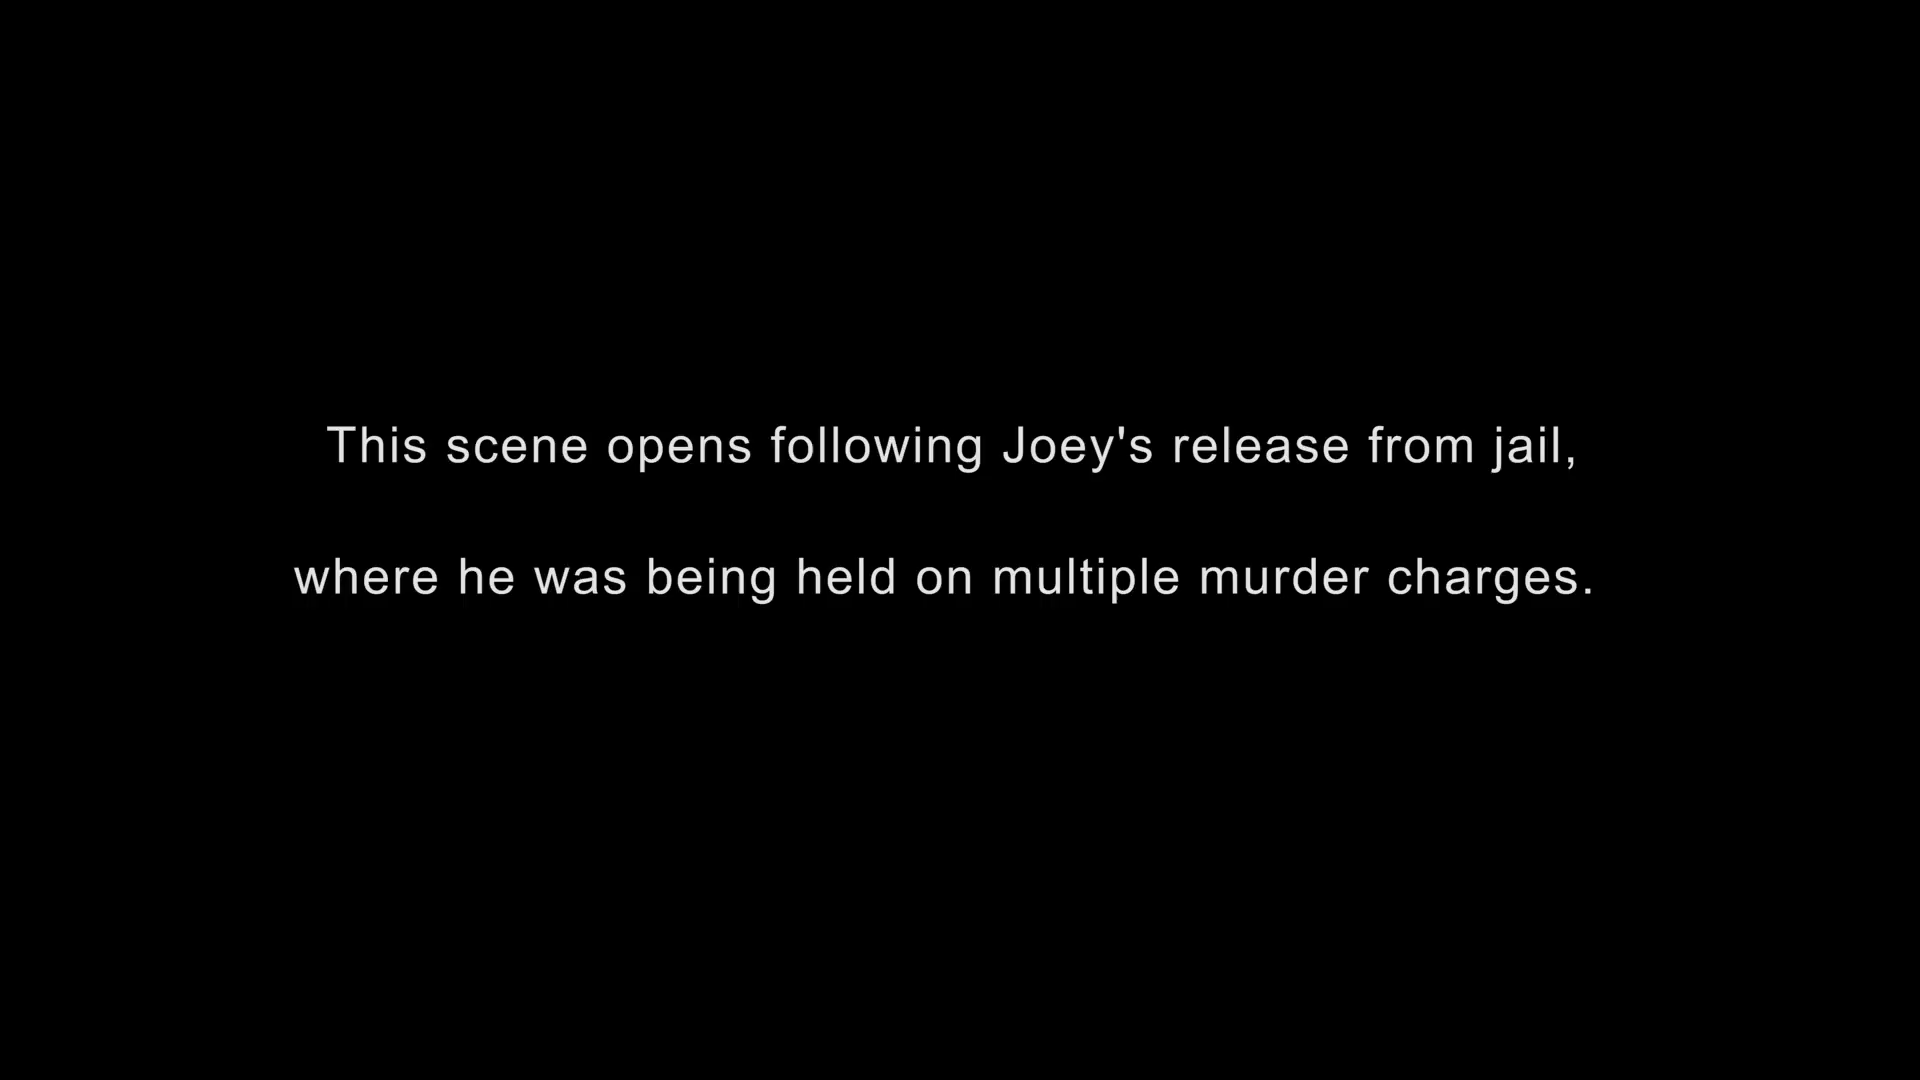 This scene opens following Joey's release from jail,
where he was being held on multiple murder charges.